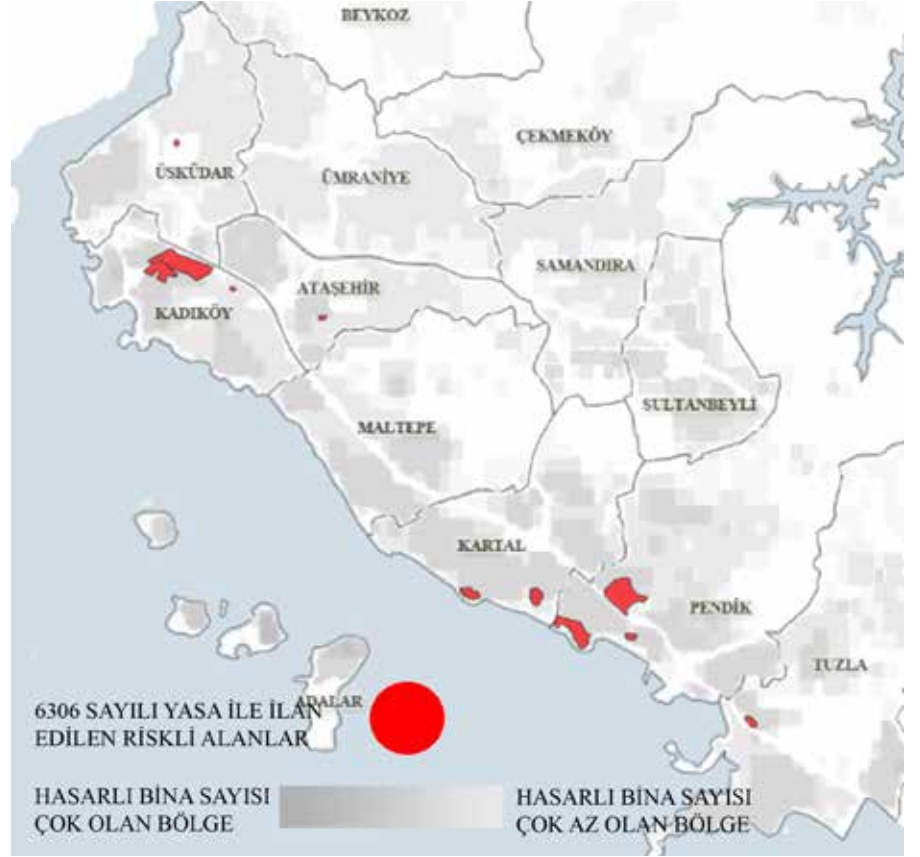 BEYKOZ
ÇEKMEKÖY
ÜSKÜDAR
ÜMRANİYE
SAMANDIRA
ATAŞEHİR
KADIKÖY
SULTANBEYLİ
MALTEPE
KARTAL
PENDİK
TUZLA
ADALAR
6306 SAYILI YASA İLE İLAN
EDİLEN RİSKLİ ALANLAR
HASARLI BİNA SAYISI
ÇOK OLAN BÖLGE
HASARLI BİNA SAYISI
ÇOK AZ OLAN BÖLGE